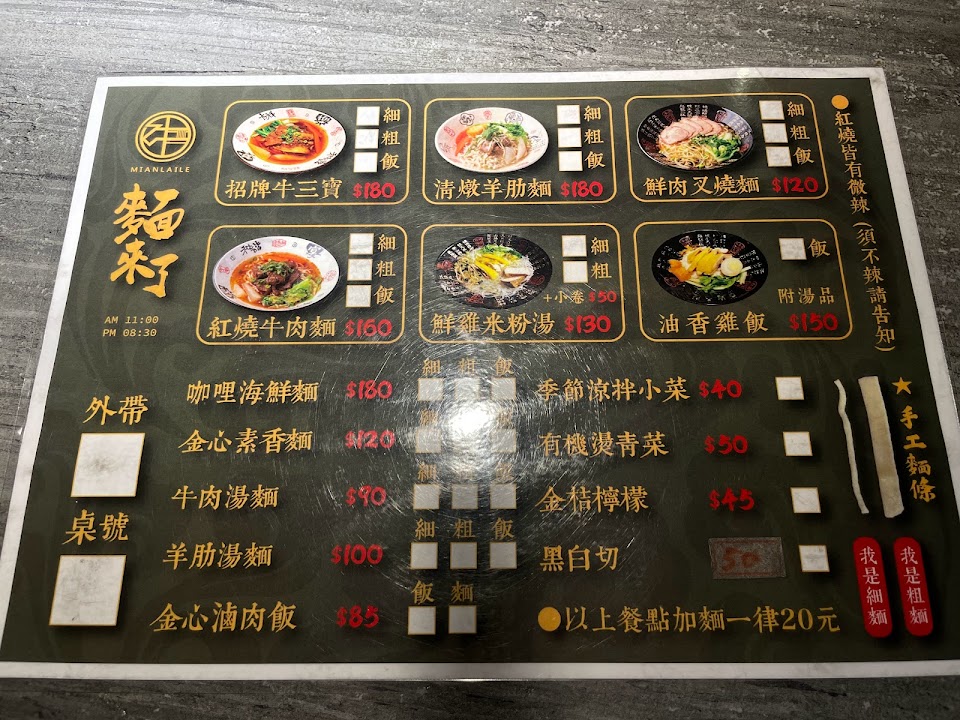 MIANLAILE
麵來了
AM 11:00
PM 08:30
細
粗
飯
招牌牛三寶 $180
細
粗
飯
清燉羊肋麵 $180
細
粗
飯
鮮肉叉燒麵 $120
細
粗
飯
紅燒牛肉麵 $160
細
粗
+小卷 $50
鮮雞米粉湯 $130
飯
附湯品
油香雞飯 $150
●紅燒皆有微辣(須不辣請告知)
外帶
桌號
細 粗 飯
咖哩海鮮麵 $180
細 粗 飯
金心素香麵 $120
細 粗 飯
牛肉湯麵 $90
細 粗 飯
羊肋湯麵 $100
飯 麵
金心滷肉飯 $85
季節涼拌小菜 $40
有機燙青菜 $50
金桔檸檬 $45
黑白切 50
●以上餐點加麵一律20元
★手工麵條
我是細麵
我是粗麵